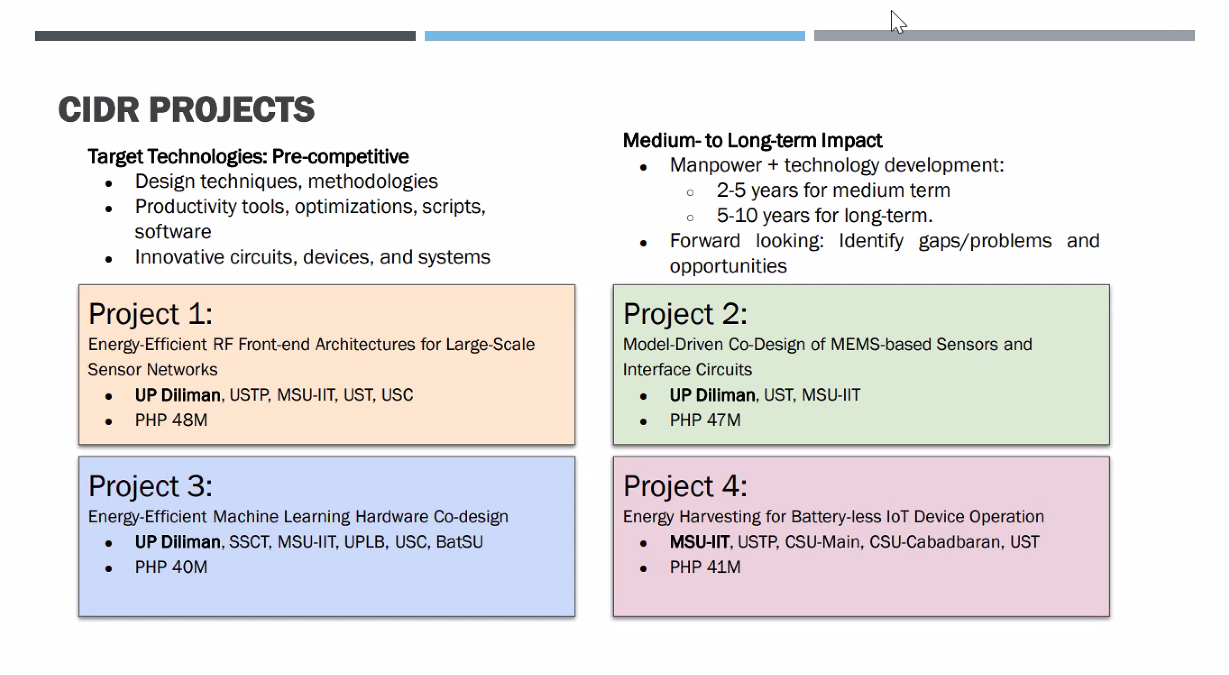 CIDR PROJECTS
Target Technologies: Pre-competitive
● Design techniques, methodologies
● Productivity tools, optimizations, scripts,
software
● Innovative circuits, devices, and systems
Medium- to Long-term Impact
● Manpower + technology development:
○ 2-5 years for medium term
○ 5-10 years for long-term.
● Forward looking: Identify gaps/problems and
opportunities
Project 1:
Energy-Efficient RF Front-end Architectures for Large-Scale
Sensor Networks
● UP Diliman, USTP, MSU-IIT, UST, USC
● PHP 48M
Project 2:
Model-Driven Co-Design of MEMS-based Sensors and
Interface Circuits
● UP Diliman, UST, MSU-IIT
● PHP 47M
Project 3:
Energy-Efficient Machine Learning Hardware Co-design
● UP Diliman, SSCT, MSU-IIT, UPLB, USC, BatSU
● PHP 40M
Project 4:
Energy Harvesting for Battery-less IoT Device Operation
● MSU-IIT, USTP, CSU-Main, CSU-Cabadbaran, UST
● PHP 41M